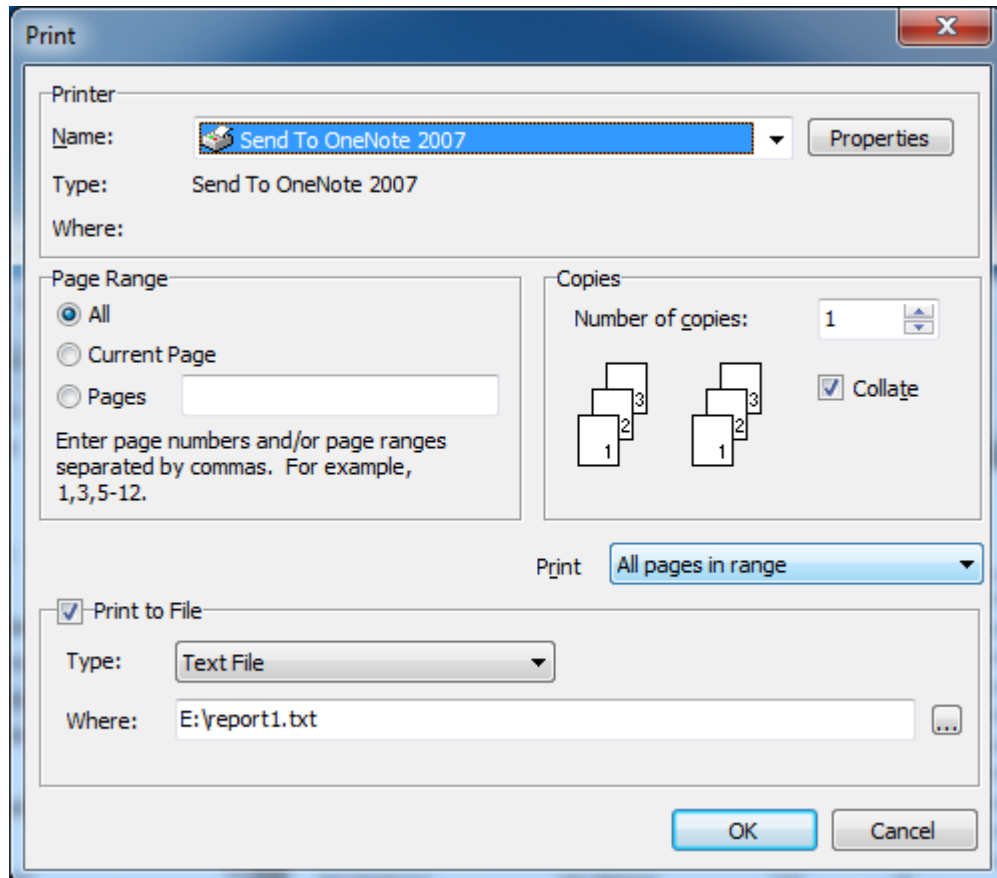 Print
Printer
Name: Send To OneNote 2007 Properties
Type: Send To OneNote 2007
Where:
Page Range
All
Current Page
Pages
Enter page numbers and/or page ranges
separated by commas. For example,
1,3,5-12.
Copies
Number of copies: 1
3 3
2 2
1 1
Collate
Print All pages in range
Print to File
Type: Text File
Where: E:\report1.txt ...
OK Cancel